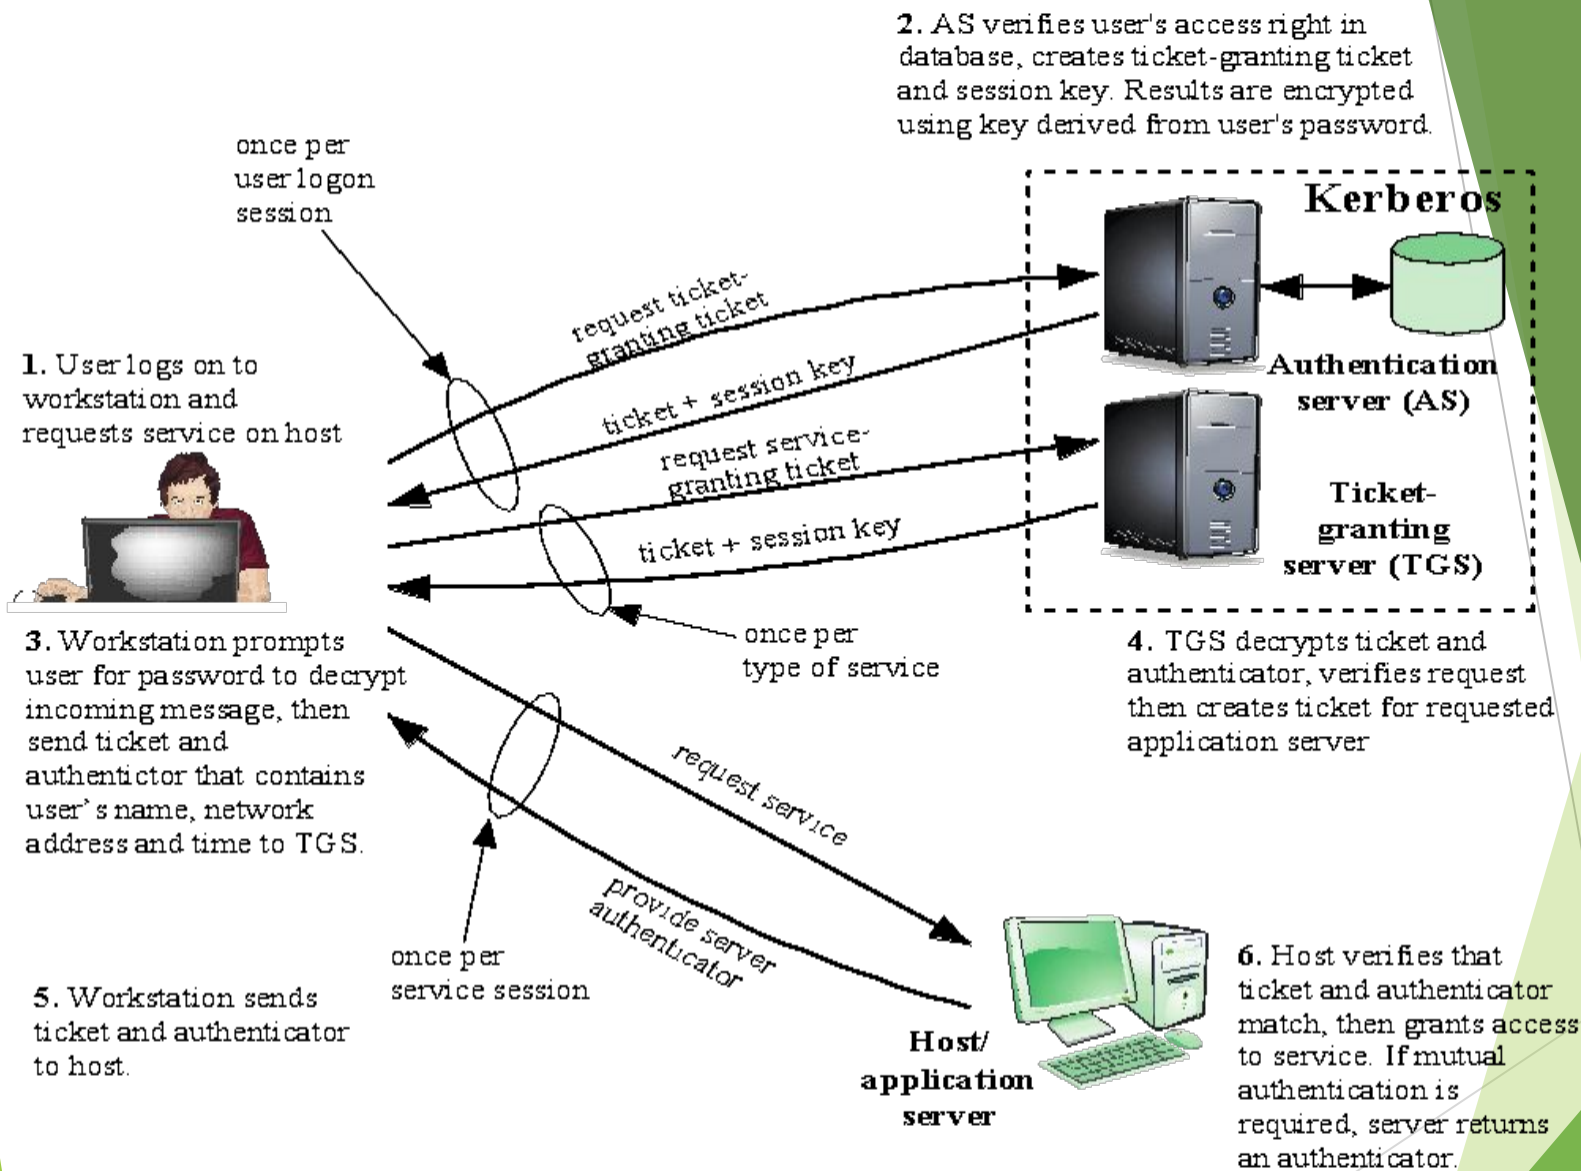 2. AS verifies user's access right in
database, creates ticket-granting ticket
and session key. Results are encrypted
using key derived from user's password.
once per
user logon
session
Kerberos
request ticket-
granting ticket
1. User logs on to
workstation and
requests service on host
ticket + session key
Authentication
server (AS)
request service-
granting ticket
Ticket-
granting
server (TGS)
ticket + session key
once per
type of service
3. Workstation prompts
user for password to decrypt
incoming message, then
send ticket and
authentictor that contains
user's name, network
address and time to TGS.
4. TGS decrypts ticket and
authenticator, verifies request
then creates ticket for requested
application server
request service
provide server
authenticator
once per
service session
5. Workstation sends
ticket and authenticator
to host.
Host/
application
server
6. Host verifies that
ticket and authenticator
match, then grants access
to service. If mutual
authentication is
required, server returns
an authenticator.